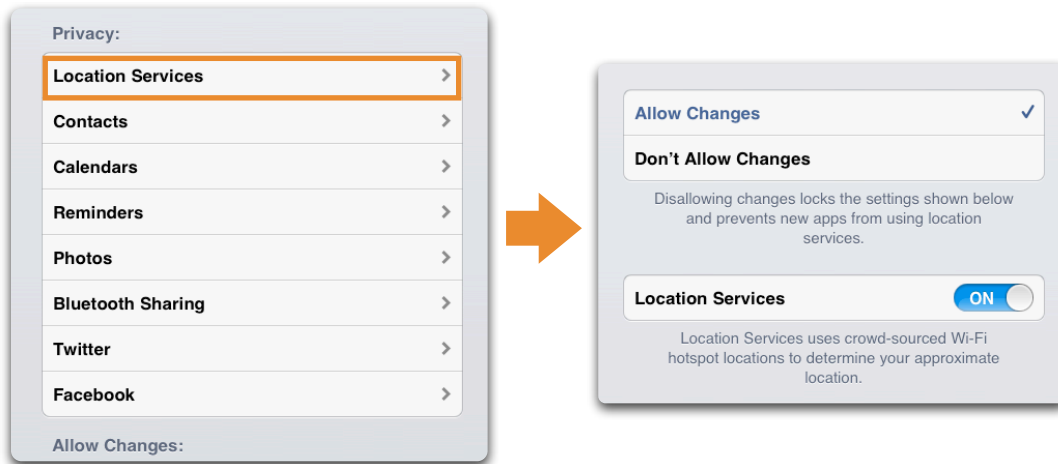 Privacy:
Location Services
Contacts
Calendars
Reminders
Photos
Bluetooth Sharing
Twitter
Facebook
Allow Changes:
Allow Changes
Don't Allow Changes
Disallowing changes locks the settings shown below
and prevents new apps from using location
services.
Location Services ON
Location Services uses crowd-sourced Wi-Fi
hotspot locations to determine your approximate
location.